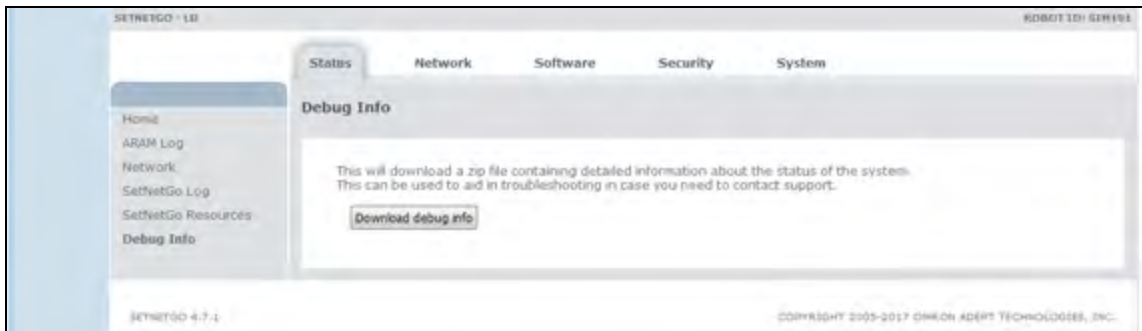 SETNETGO - LD
ROBOT ID: SIM101
Status Network Software Security System
Home
ARAM Log
Network
SetNetGo Log
SetNetGo Resources
Debug Info
Debug Info
This will download a zip file containing detailed information about the status of the system.
This can be used to aid in troubleshooting in case you need to contact support.
Download debug info
SETNETGO 4.7.1
COPYRIGHT 2005-2017 OMRON ADEPT TECHNOLOGIES, INC.